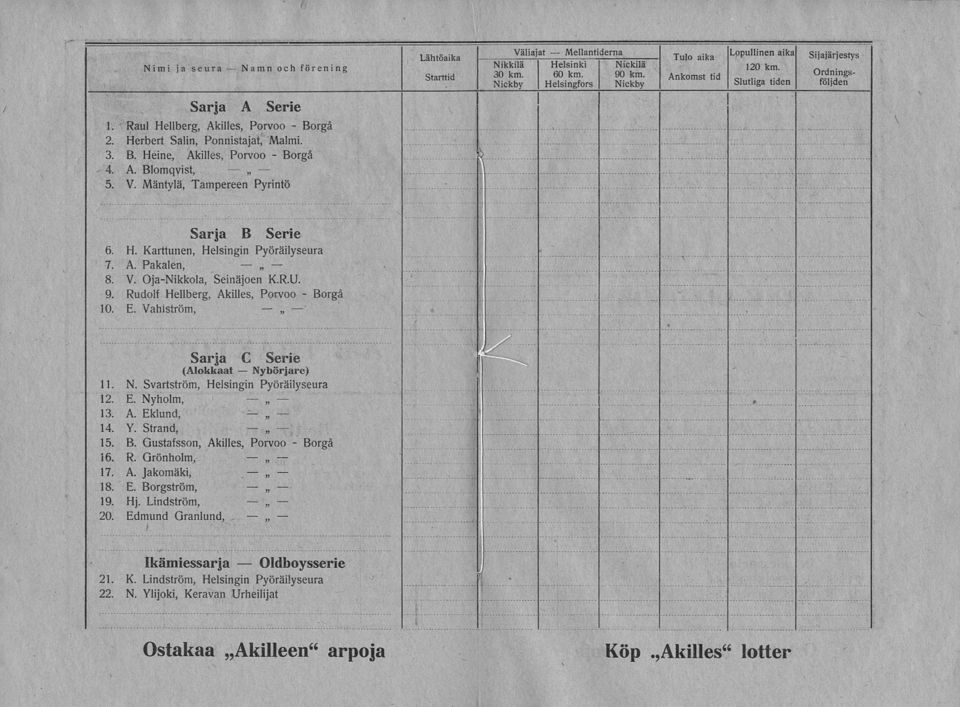 Nimi ja seura — Namn och förening
Lähtöaika
Starttid
Väliajat — Mellantiderna
Nikkilä
30 km.
Nickby
Helsinki
60 km.
Helsingfors
Nickilä
90 km.
Nickby
Tulo aika
Ankomst tid
Lopullinen aika
120 km.
Slutliga tiden
Sijajärjestys
Ordnings-
följden
Sarja A Serie
1. Raul Hellberg, Akilles, Porvoo - Borgå
2. Herbert Salin, Ponnistajat, Malmi.
3. B. Heine, Akilles, Porvoo - Borgå
4. A. Blomqvist, — „ —
5. V. Mäntylä, Tampereen Pyrintö
Sarja B Serie
6. H. Karttunen, Helsingin Pyöräilyseura
7. A. Pakalen, — „ —
8. V. Oja-Nikkola, Seinäjoen K.R.U.
9. Rudolf Hellberg, Akilles, Porvoo - Borgå
10. E. Vahlström, — „ —
Sarja C Serie
(Alokkaat — Nybörjare)
11. N. Svartström, Helsingin Pyöräilyseura
12. E. Nyholm, — „ —
13. A. Eklund, — „ —
14. Y. Strand, — „ —
15. B. Gustafsson, Akilles, Porvoo - Borgå
16. R. Grönholm, — „ —
17. A. Jakomäki, — „ —
18. E. Borgström, — „ —
19. Hj. Lindström, — „ —
20. Edmund Granlund, — „ —
Ikämiessarja — Oldboysserie
21. K. Lindström, Helsingin Pyöräilyseura
22. N. Ylijoki, Keravan Urheilijat
Ostakaa „Akilleen“ arpoja
Köp „Akilles“ lotter